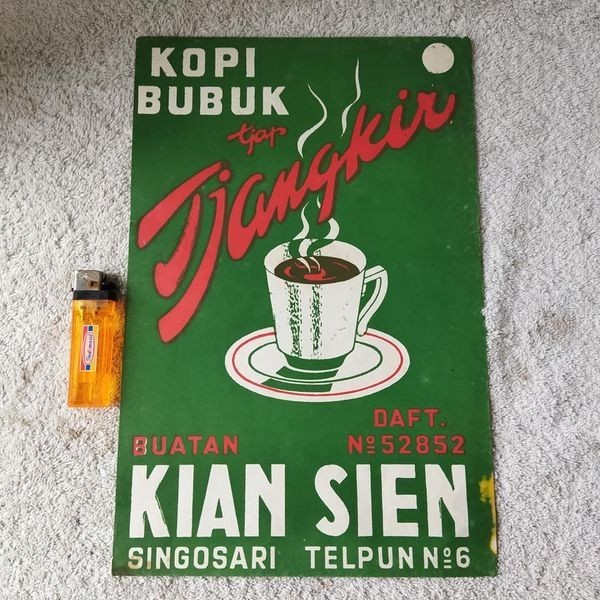 KOPI
BUBUK
tjap
Tjangkir
DAFT.
BUATAN Nº 52852
KIAN SIEN
SINGOSARI TELPUN Nº 6